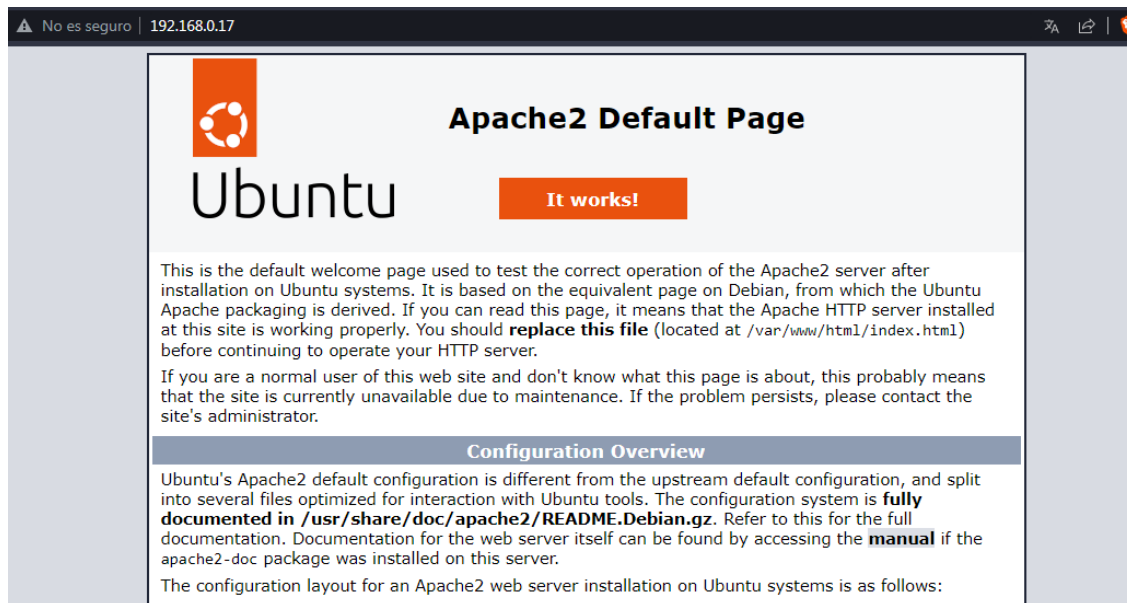 No es seguro 192.168.0.17
Apache2 Default Page
Ubuntu
It works!
This is the default welcome page used to test the correct operation of the Apache2 server after
installation on Ubuntu systems. It is based on the equivalent page on Debian, from which the Ubuntu
Apache packaging is derived. If you can read this page, it means that the Apache HTTP server installed
at this site is working properly. You should replace this file (located at /var/www/html/index.html)
before continuing to operate your HTTP server.
If you are a normal user of this web site and don't know what this page is about, this probably means
that the site is currently unavailable due to maintenance. If the problem persists, please contact the
site's administrator.
Configuration Overview
Ubuntu's Apache2 default configuration is different from the upstream default configuration, and split
into several files optimized for interaction with Ubuntu tools. The configuration system is fully
documented in /usr/share/doc/apache2/README.Debian.gz. Refer to this for the full
documentation. Documentation for the web server itself can be found by accessing the manual if the
apache2-doc package was installed on this server.
The configuration layout for an Apache2 web server installation on Ubuntu systems is as follows: